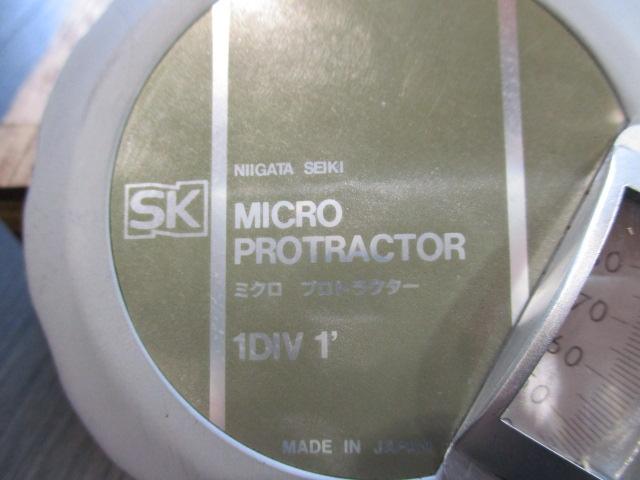 NIIGATA SEIKI
SK
MICRO
PROTRACTOR
ミクロ プロトラクター
1DIV 1'
MADE IN JAPAN
70